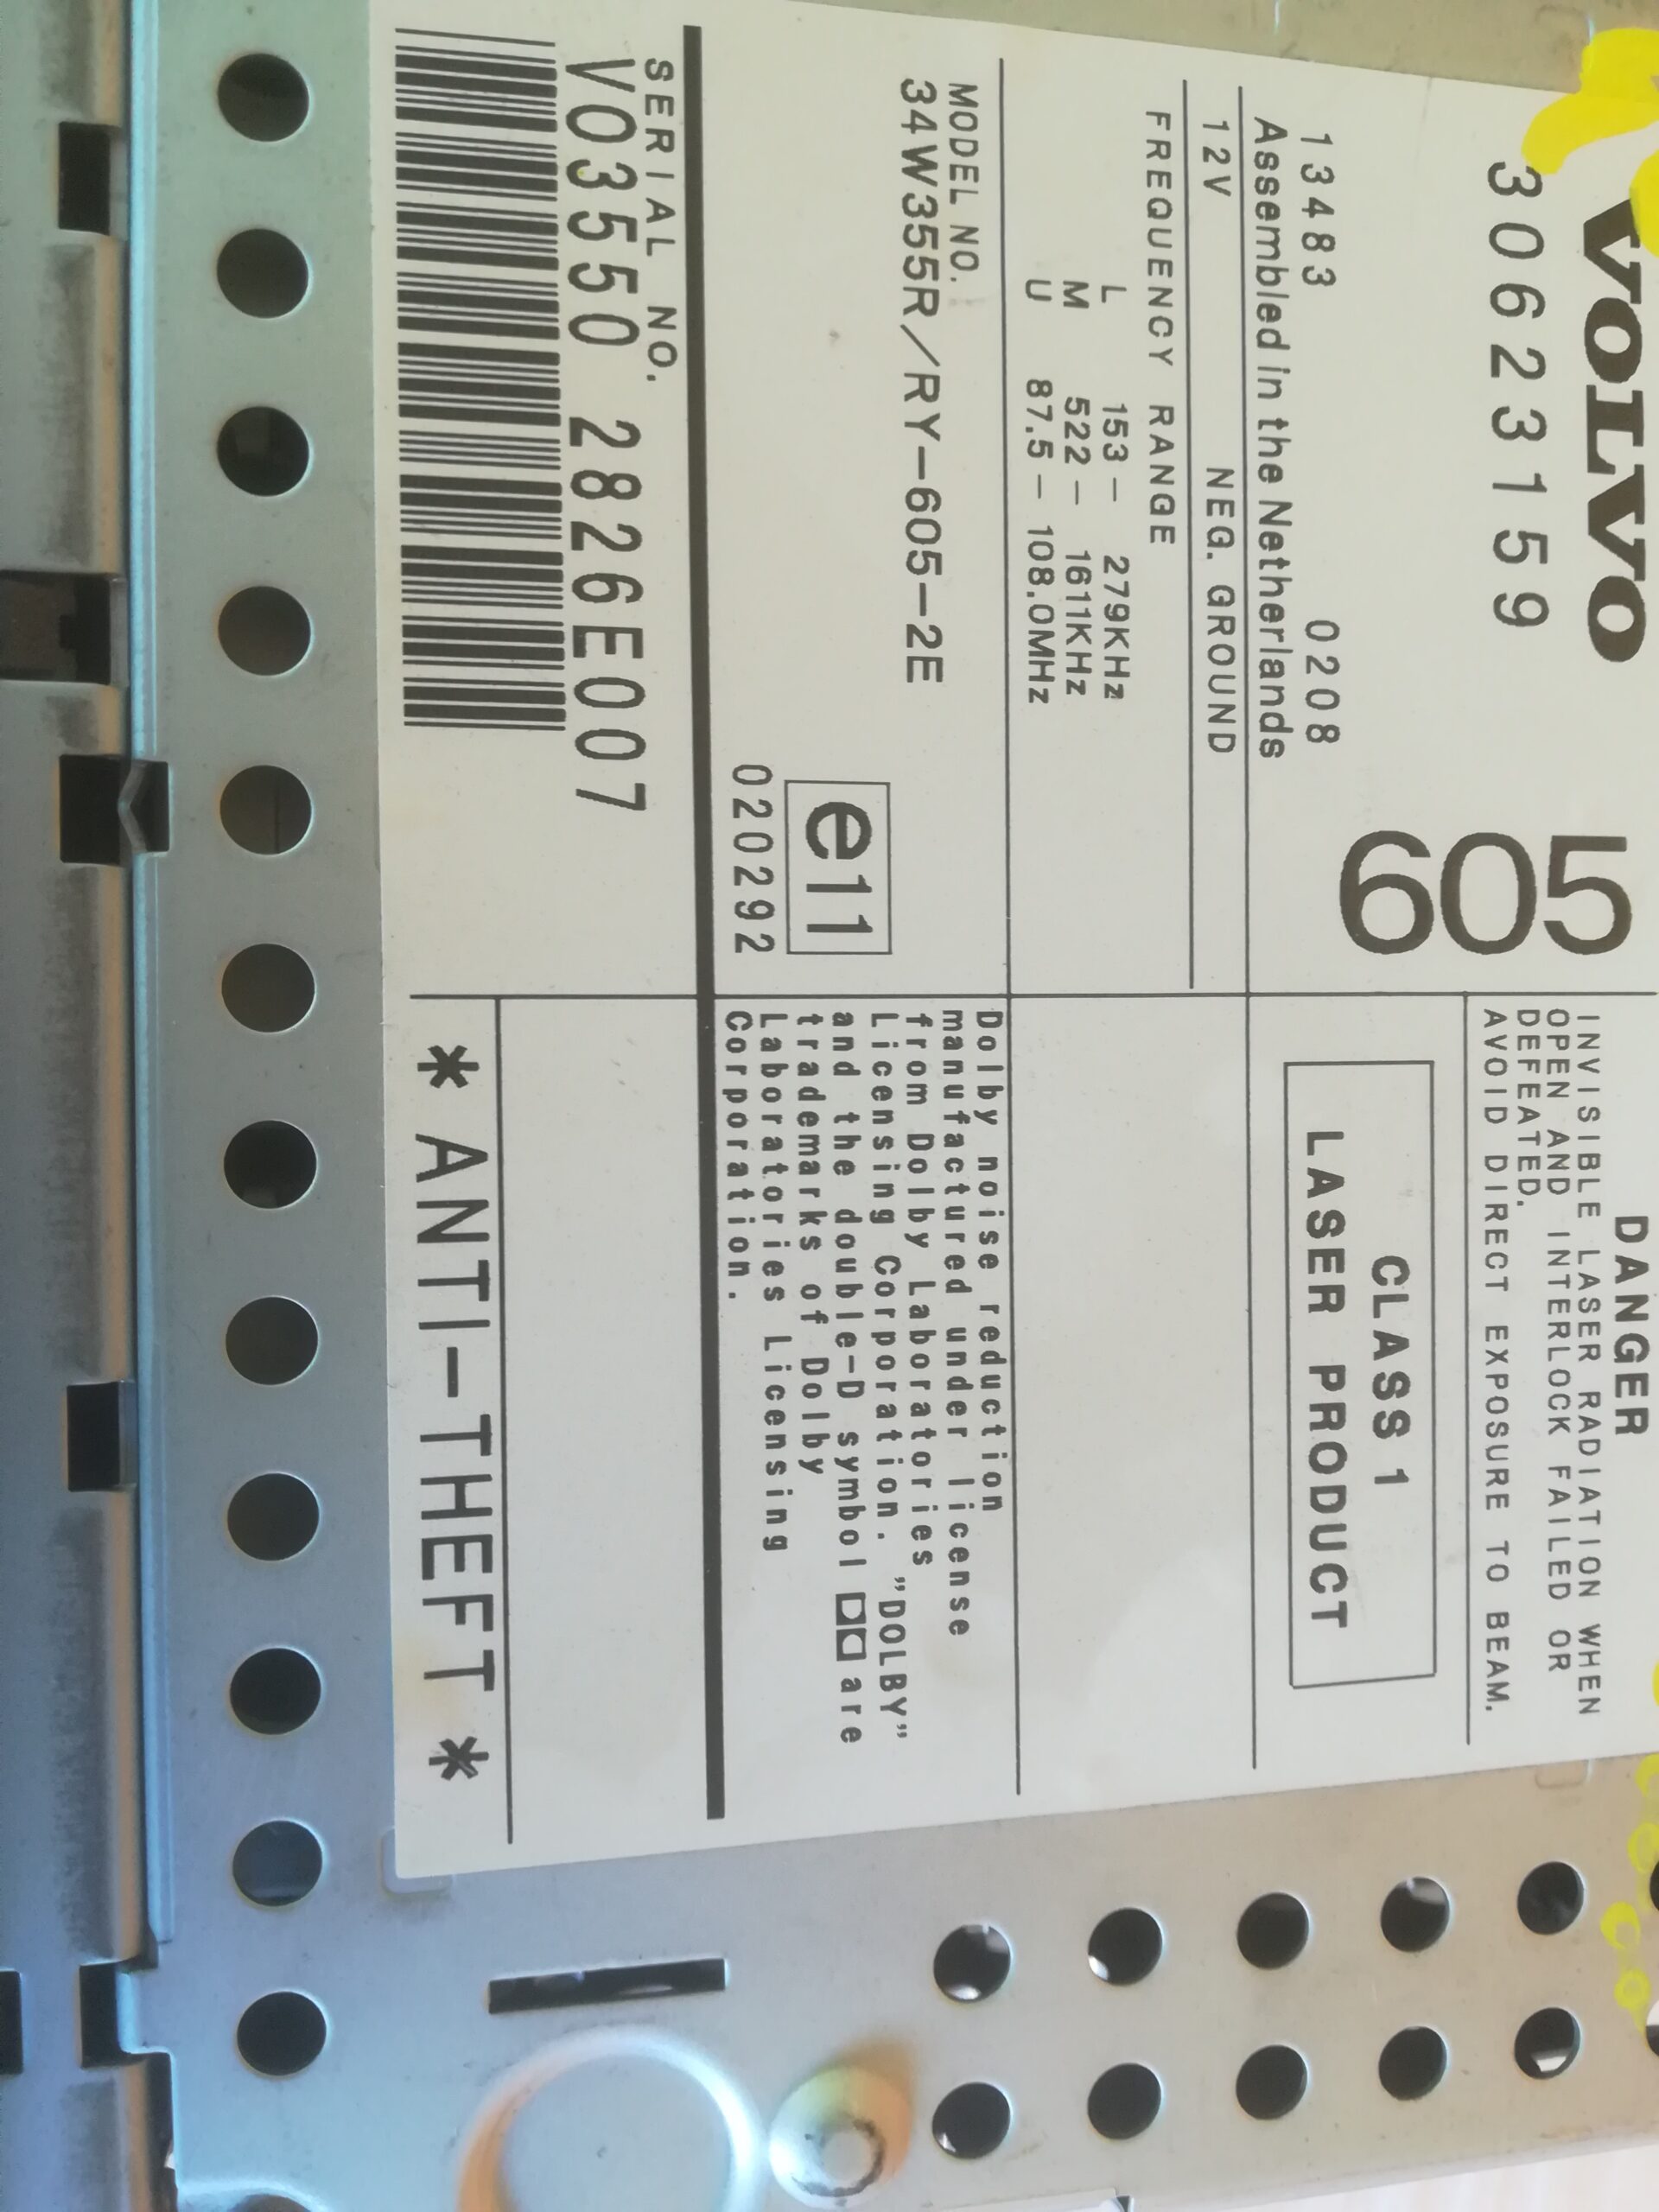 VOLVO
30623159
605
13483 0208
Assembled in the Netherlands
12V NEG. GROUND
FREQUENCY RANGE
L 153 – 279KHz
M 522 – 1611KHz
U 87.5 – 108.0MHz
MODEL NO.
34W355R/RY-605-2E
e11
020292
SERIAL NO.
VO3550 2826E007
DANGER
INVISIBLE LASER RADIATION WHEN
OPEN AND INTERLOCK FAILED OR
DEFEATED.
AVOID DIRECT EXPOSURE TO BEAM.
CLASS 1
LASER PRODUCT
Dolby noise reduction
manufactured under license
from Dolby Laboratories
Licensing Corporation. "DOLBY"
and the double-D symbol are
trademarks of Dolby
Laboratories Licensing
Corporation.
* ANTI-THEFT *